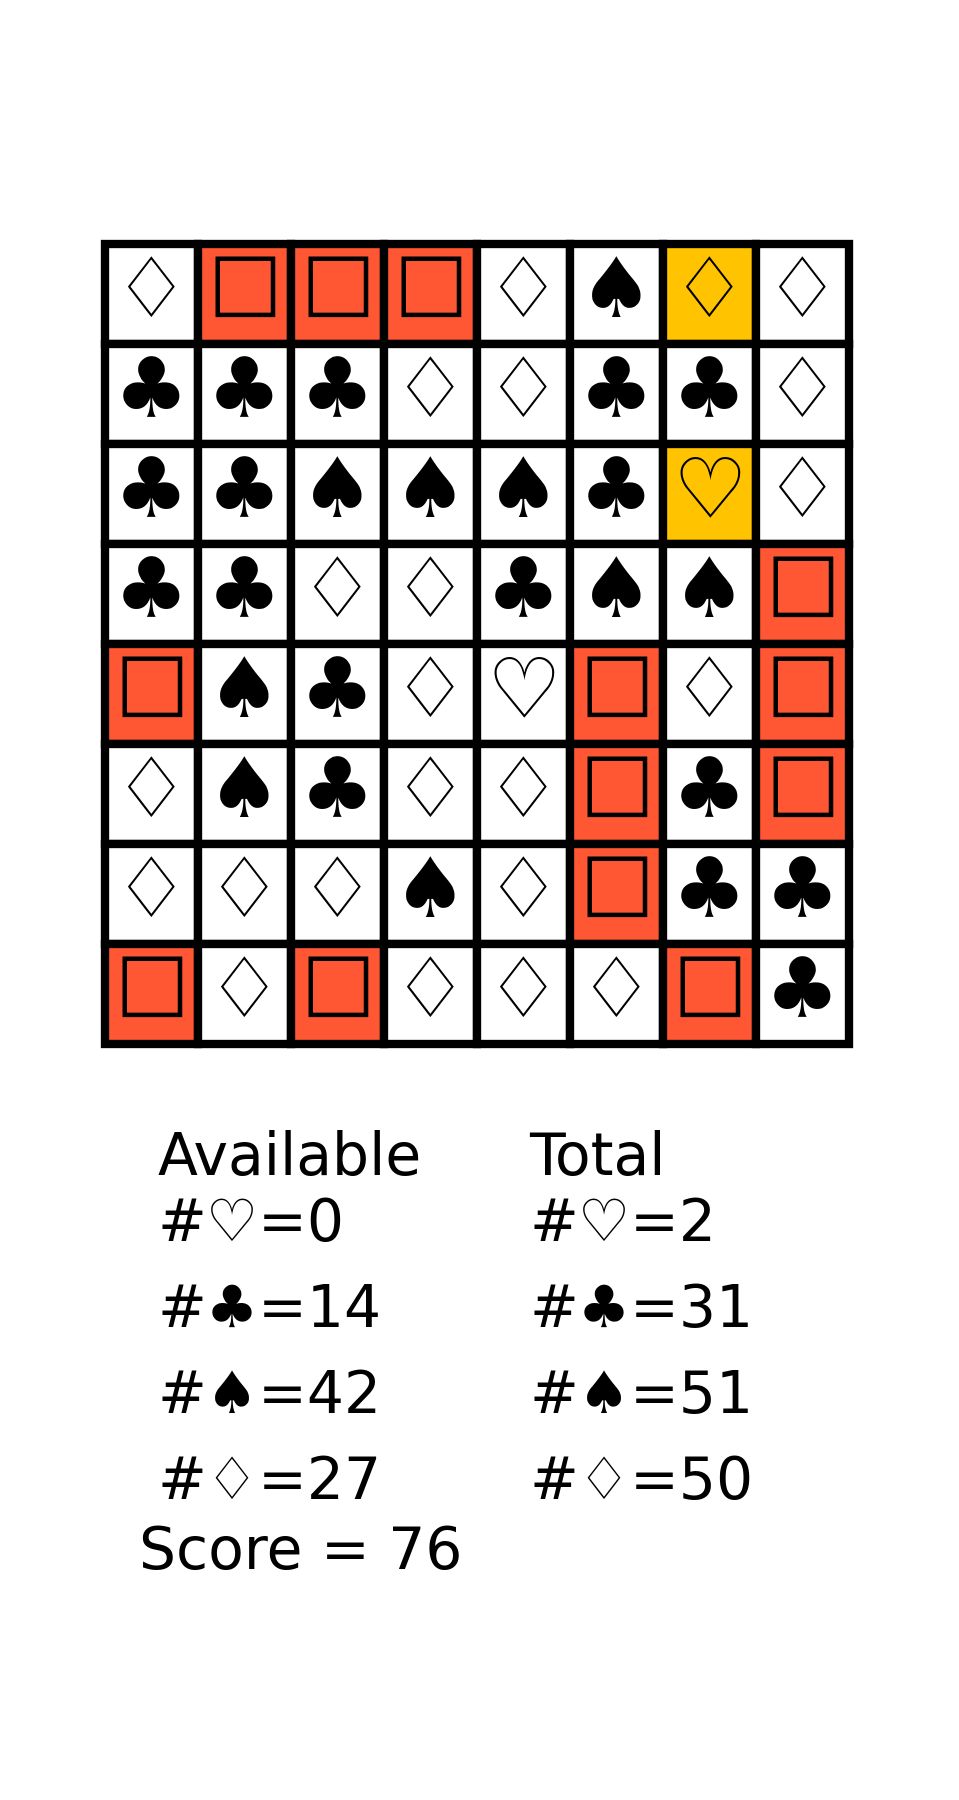 ♢ □ □ □ ♢ ♠ ♢ ♢
♣ ♣ ♣ ♢ ♢ ♣ ♣ ♢
♣ ♣ ♠ ♠ ♠ ♣ ♡ ♢
♣ ♣ ♢ ♢ ♣ ♠ ♠ □
□ ♠ ♣ ♢ ♡ □ ♢ □
♢ ♠ ♣ ♢ ♢ □ ♣ □
♢ ♢ ♢ ♠ ♢ □ ♣ ♣
□ ♢ □ ♢ ♢ ♢ □ ♣
Available Total
#♡=0 #♡=2
#♣=14 #♣=31
#♠=42 #♠=51
#♢=27 #♢=50
Score = 76